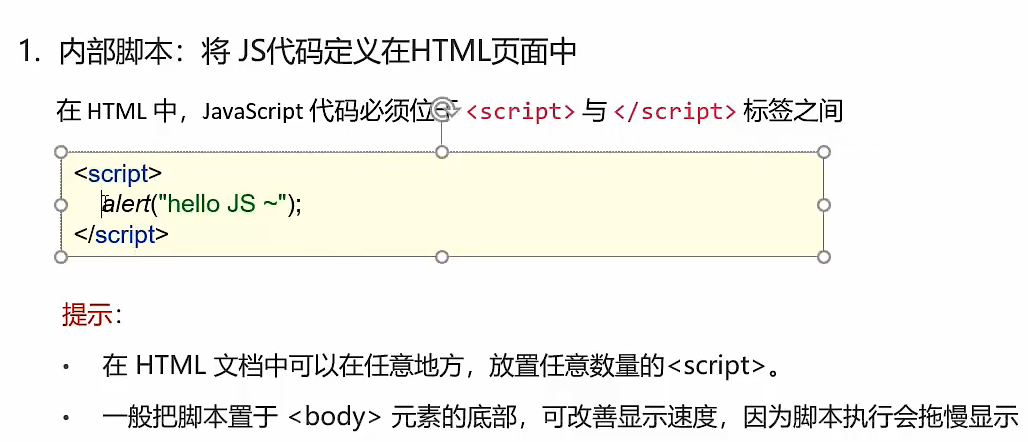 1. 内部脚本：将 JS代码定义在HTML页面中
在 HTML 中，JavaScript 代码必须位于 <script> 与 </script> 标签之间
<script>
alert("hello JS ~");
</script>
提示：
• 在 HTML 文档中可以在任意地方，放置任意数量的<script>。
• 一般把脚本置于 <body> 元素的底部，可改善显示速度，因为脚本执行会拖慢显示